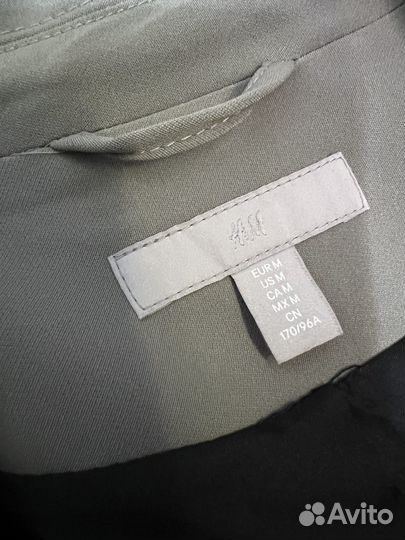 H&M
EUR M
US M
CA M
MX M
CN
170/96A
Avito